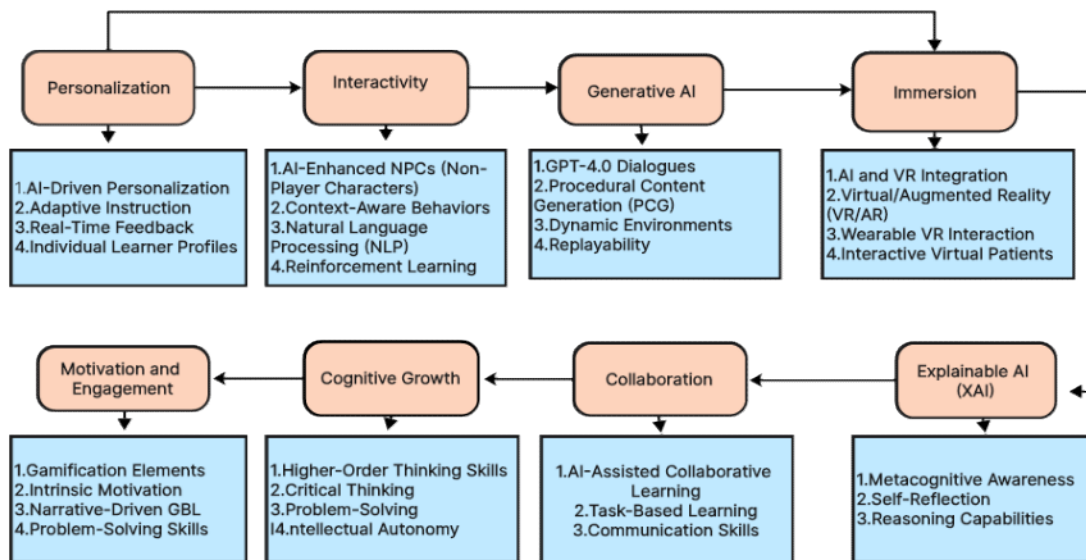 Personalization
Interactivity
Generative AI
Immersion
1.AI-Driven Personalization
2.Adaptive Instruction
3.Real-Time Feedback
4.Individual Learner Profiles
1.AI-Enhanced NPCs (Non-
Player Characters)
2.Context-Aware Behaviors
3.Natural Language
Processing (NLP)
4.Reinforcement Learning
1.GPT-4.0 Dialogues
2.Procedural Content
Generation (PCG)
3.Dynamic Environments
4.Replayability
1.AI and VR Integration
2.Virtual/Augmented Reality
(VR/AR)
3.Wearable VR Interaction
4.Interactive Virtual Patients
Motivation and
Engagement
Cognitive Growth
Collaboration
Explainable AI
(XAI)
1.Gamification Elements
2.Intrinsic Motivation
3.Narrative-Driven GBL
4.Problem-Solving Skills
1.Higher-Order Thinking Skills
2.Critical Thinking
3.Problem-Solving
I4.ntellectual Autonomy
1.AI-Assisted Collaborative
Learning
2.Task-Based Learning
3.Communication Skills
1.Metacognitive Awareness
2.Self-Reflection
3.Reasoning Capabilities